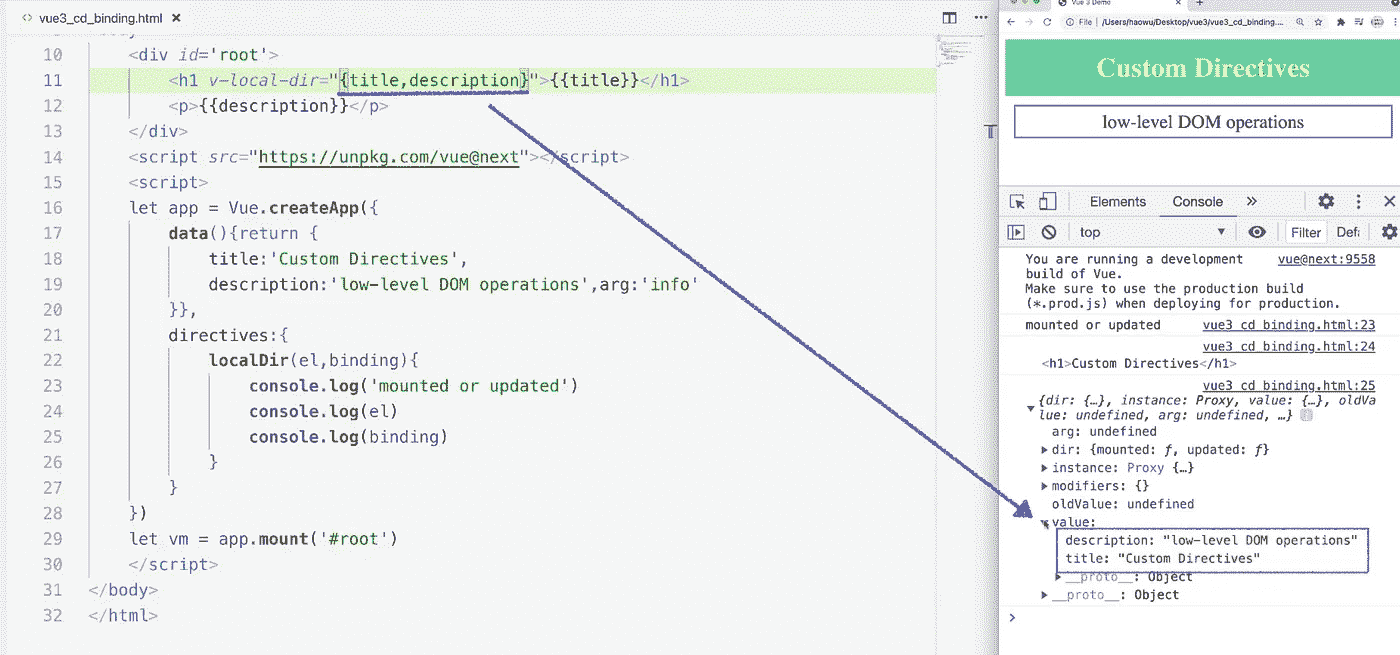 vue3_cd_binding.html
10 <div id='root'>
11 <h1 v-local-dir="{title,description}">{{title}}</h1>
12 <p>{{description}}</p>
13 </div>
14 <script src="https://unpkg.com/vue@next"></script>
15 <script>
16 let app = Vue.createApp({
17 data(){return {
18 title:'Custom Directives',
19 description:'low-level DOM operations',arg:'info'
20 }},
21 directives:{
22 localDir(el,binding){
23 console.log('mounted or updated')
24 console.log(el)
25 console.log(binding)
26 }
27 }
28 })
29 let vm = app.mount('#root')
30 </script>
31 </body>
32 </html>
Vue 3 Demo
File | /Users/haowu/Desktop/vue3/vue3_cd_binding....
Custom Directives
low-level DOM operations
Elements Console »
top Filter Defa
You are running a development vue@next:9558
build of Vue.
Make sure to use the production build
(*.prod.js) when deploying for production.
mounted or updated vue3_cd_binding.html:23
vue3_cd_binding.html:24
<h1>Custom Directives</h1>
vue3_cd_binding.html:25
{dir: {…}, instance: Proxy, value: {…}, oldVa
lue: undefined, arg: undefined, …} i
arg: undefined
dir: {mounted: ƒ, updated: ƒ}
instance: Proxy {…}
modifiers: {}
oldValue: undefined
value:
description: "low-level DOM operations"
title: "Custom Directives"
__proto__: Object
__proto__: Object